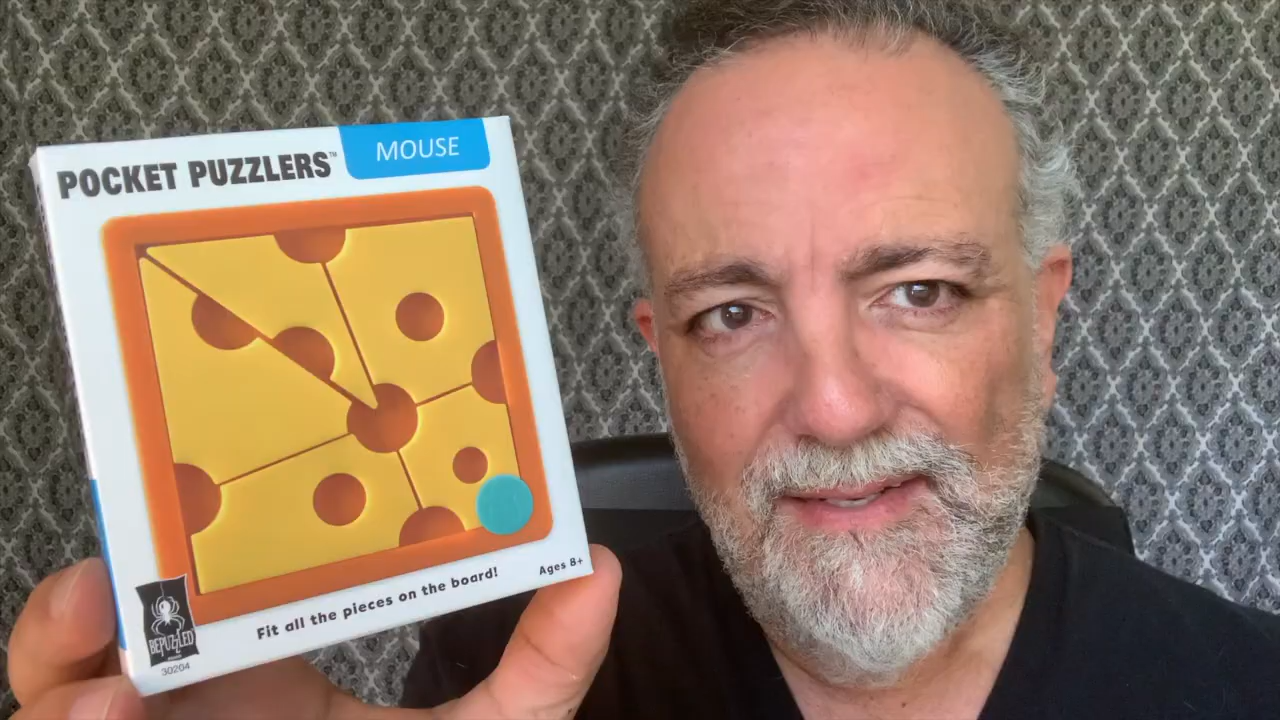 POCKET PUZZLERS™
MOUSE
Fit all the pieces on the board!
Ages 8+
BEPUZZLED
30204